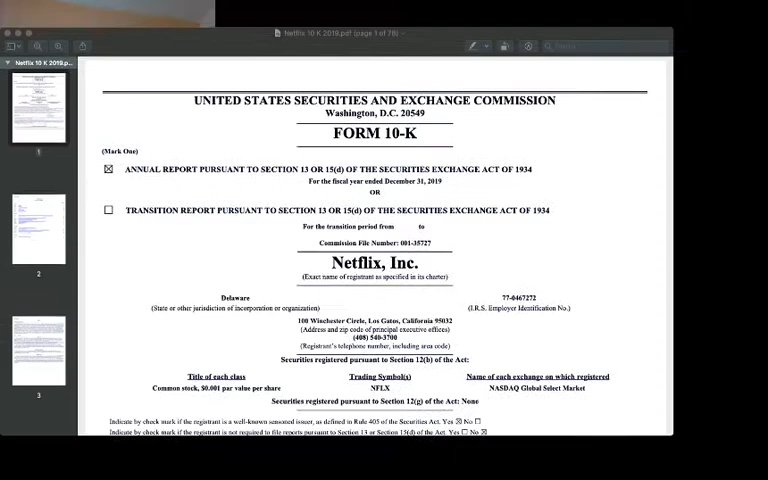 Netflix 10 K 2019.pdf (page 1 of 76)
Netflix 10 K 2019.p...
UNITED STATES SECURITIES AND EXCHANGE COMMISSION
Washington, D.C. 20549
FORM 10-K
(Mark One)
☒ ANNUAL REPORT PURSUANT TO SECTION 13 OR 15(d) OF THE SECURITIES EXCHANGE ACT OF 1934
For the fiscal year ended December 31, 2019
OR
☐ TRANSITION REPORT PURSUANT TO SECTION 13 OR 15(d) OF THE SECURITIES EXCHANGE ACT OF 1934
For the transition period from to
Commission File Number: 001-35727
Netflix, Inc.
(Exact name of registrant as specified in its charter)
Delaware 77-0467272
(State or other jurisdiction of incorporation or organization) (I.R.S. Employer Identification No.)
100 Winchester Circle, Los Gatos, California 95032
(Address and zip code of principal executive offices)
(408) 540-3700
(Registrant's telephone number, including area code)
Securities registered pursuant to Section 12(b) of the Act:
Title of each class Trading Symbol(s) Name of each exchange on which registered
Common stock, $0.001 par value per share NFLX NASDAQ Global Select Market
Securities registered pursuant to Section 12(g) of the Act: None
Indicate by check mark if the registrant is a well-known seasoned issuer, as defined in Rule 405 of the Securities Act. Yes ☒ No ☐
Indicate by check mark if the registrant is not required to file reports pursuant to Section 13 or Section 15(d) of the Act. Yes ☐ No ☒
1
2
3